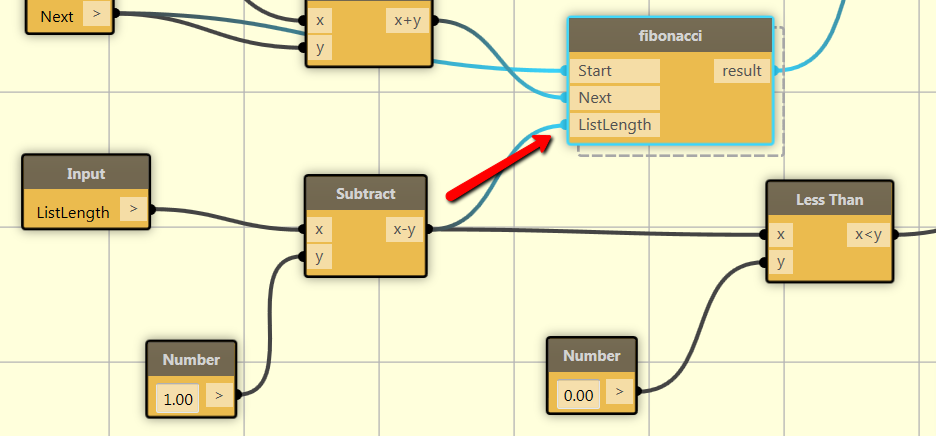 Next >
x x+y
y
fibonacci
Start result
Next
ListLength
Input
ListLength >
Subtract
x x-y
y
Less Than
x x<y
y
Number
1.00 >
Number
0.00 >